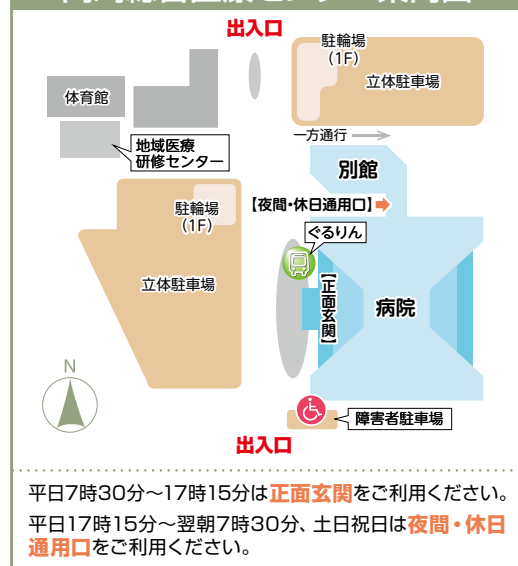 出入口
駐輪場
(1F)
立体駐車場
体育館
一方通行
地域医療
研修センター
別館
駐輪場
(1F)
【夜間・休日通用口】
ぐるりん
立体駐車場
【正面玄関】
病院
N
障害者駐車場
出入口
平日7時30分～17時15分は正面玄関をご利用ください。
平日17時15分～翌朝7時30分、土日祝日は夜間・休日
通用口をご利用ください。